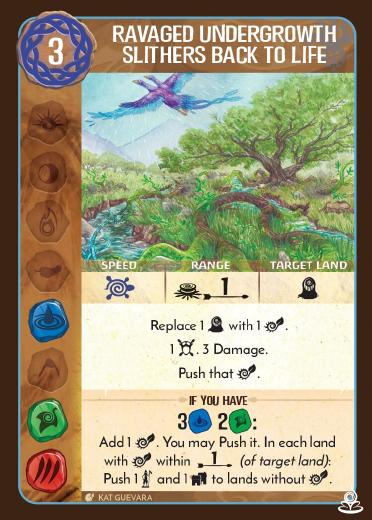 3
RAVAGED UNDERGROWTH
SLITHERS BACK TO LIFE
SPEED RANGE TARGET LAND
1
Replace 1 with 1 .
1 . 3 Damage.
Push that .
IF YOU HAVE
3 2 :
Add 1 . You may Push it. In each land
with within 1 (of target land):
Push 1 and 1 to lands without .
KAT GUEVARA